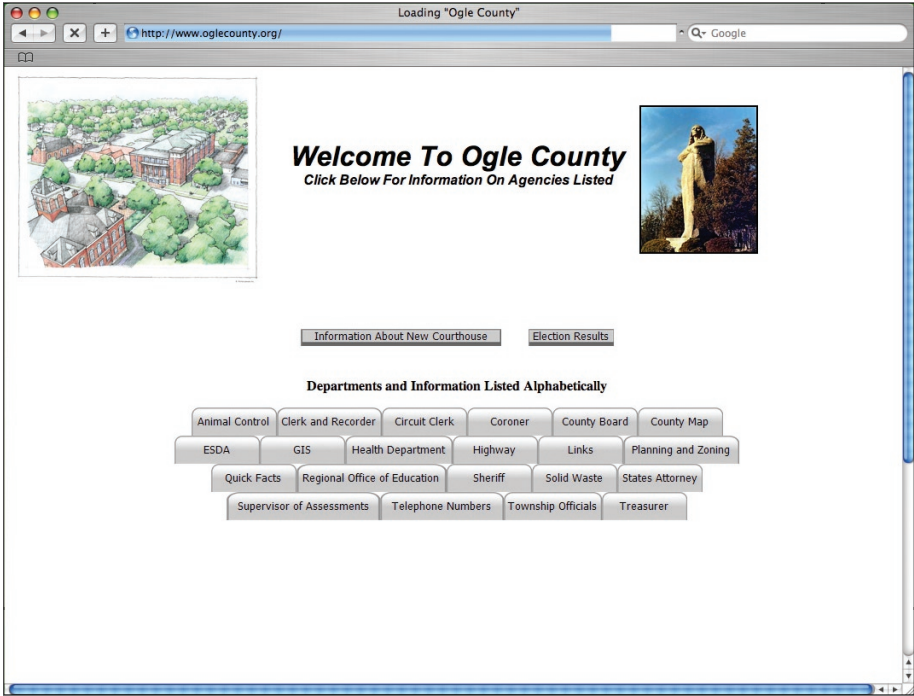 Loading "Ogle County"
http://www.oglecounty.org/
Google
Welcome To Ogle County
Click Below For Information On Agencies Listed
Information About New Courthouse Election Results
Departments and Information Listed Alphabetically
Animal Control Clerk and Recorder Circuit Clerk Coroner County Board County Map
ESDA GIS Health Department Highway Links Planning and Zoning
Quick Facts Regional Office of Education Sheriff Solid Waste States Attorney
Supervisor of Assessments Telephone Numbers Township Officials Treasurer